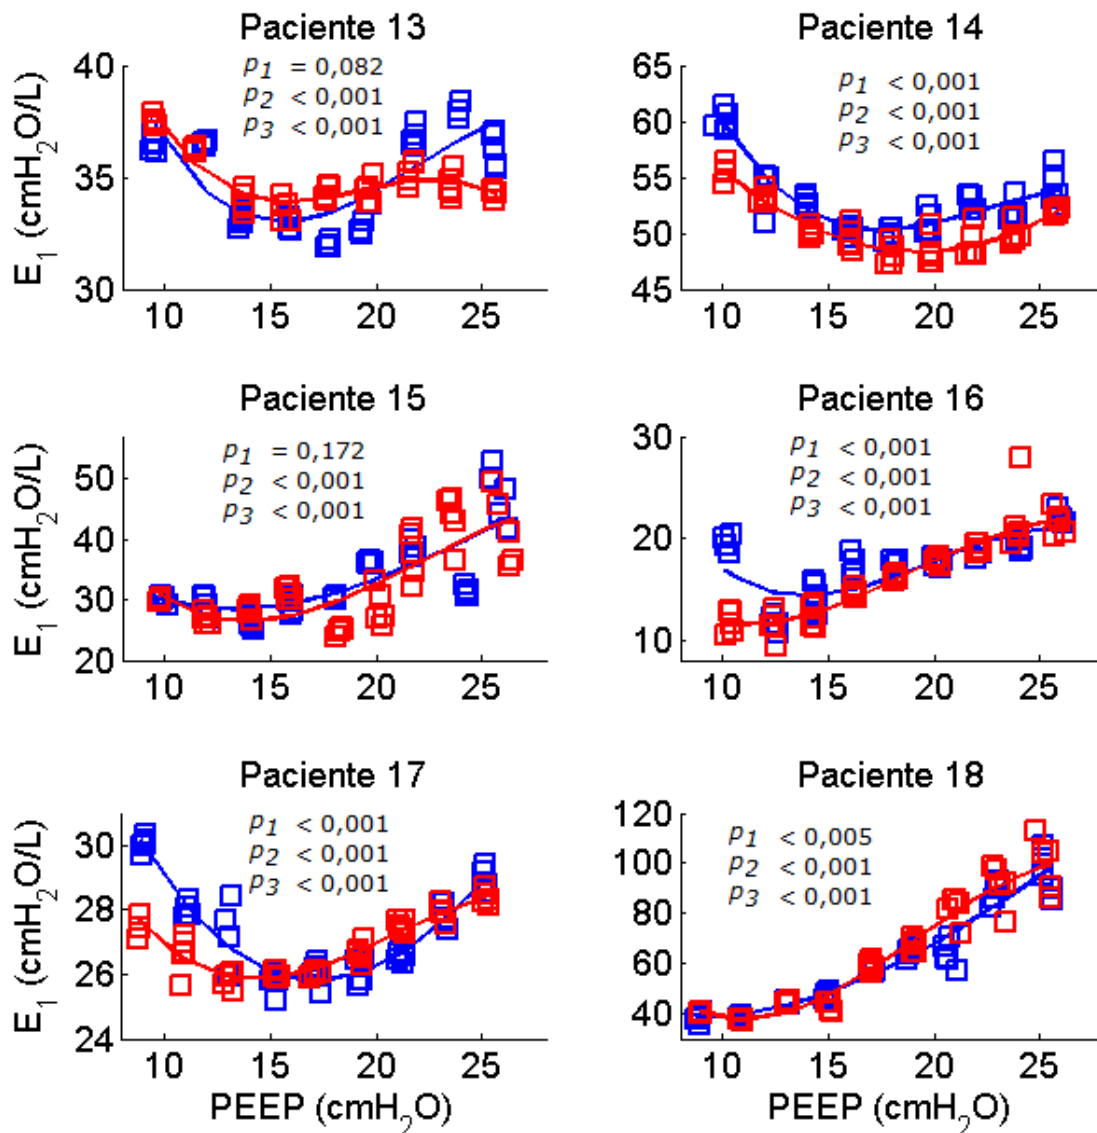 Paciente 13
p1 = 0,082
p2 < 0,001
p3 < 0,001
E1 (cmH2O/L)
40
35
30
10 15 20 25
Paciente 14
p1 < 0,001
p2 < 0,001
p3 < 0,001
65
60
55
50
45
10 15 20 25
Paciente 15
p1 = 0,172
p2 < 0,001
p3 < 0,001
E1 (cmH2O/L)
50
40
30
20
10 15 20 25
Paciente 16
p1 < 0,001
p2 < 0,001
p3 < 0,001
30
20
10
10 15 20 25
Paciente 17
p1 < 0,001
p2 < 0,001
p3 < 0,001
E1 (cmH2O/L)
30
28
26
24
10 15 20 25
PEEP (cmH2O)
Paciente 18
p1 < 0,005
p2 < 0,001
p3 < 0,001
120
100
80
60
40
10 15 20 25
PEEP (cmH2O)